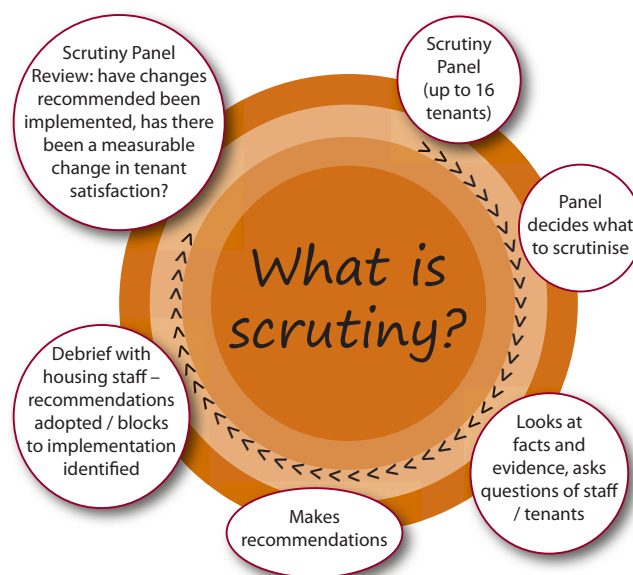 What is
scrutiny?
Scrutiny
Panel
(up to 16
tenants)
Panel
decides what
to scrutinise
Looks at
facts and
evidence, asks
questions of staff
/ tenants
Makes
recommendations
Debrief with
housing staff –
recommendations
adopted / blocks
to implementation
identified
Scrutiny Panel
Review: have changes
recommended been
implemented, has there
been a measurable
change in tenant
satisfaction?